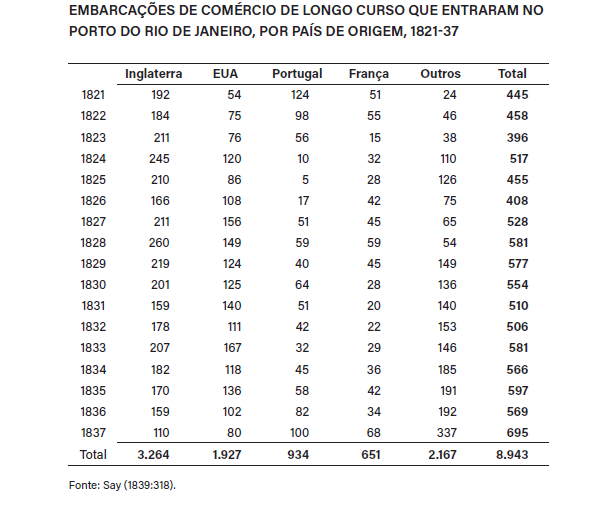 EMBARCAÇÕES DE COMÉRCIO DE LONGO CURSO QUE ENTRARAM NO
PORTO DO RIO DE JANEIRO, POR PAÍS DE ORIGEM, 1821-37
Inglaterra EUA Portugal França Outros Total
1821 192 54 124 51 24 445
1822 184 75 98 55 46 458
1823 211 76 56 15 38 396
1824 245 120 10 32 110 517
1825 210 86 5 28 126 455
1826 166 108 17 42 75 408
1827 211 156 51 45 65 528
1828 260 149 59 59 54 581
1829 219 124 40 45 149 577
1830 201 125 64 28 136 554
1831 159 140 51 20 140 510
1832 178 111 42 22 153 506
1833 207 167 32 29 146 581
1834 182 118 45 36 185 566
1835 170 136 58 42 191 597
1836 159 102 82 34 192 569
1837 110 80 100 68 337 695
Total 3.264 1.927 934 651 2.167 8.943
Fonte: Say (1839:318).